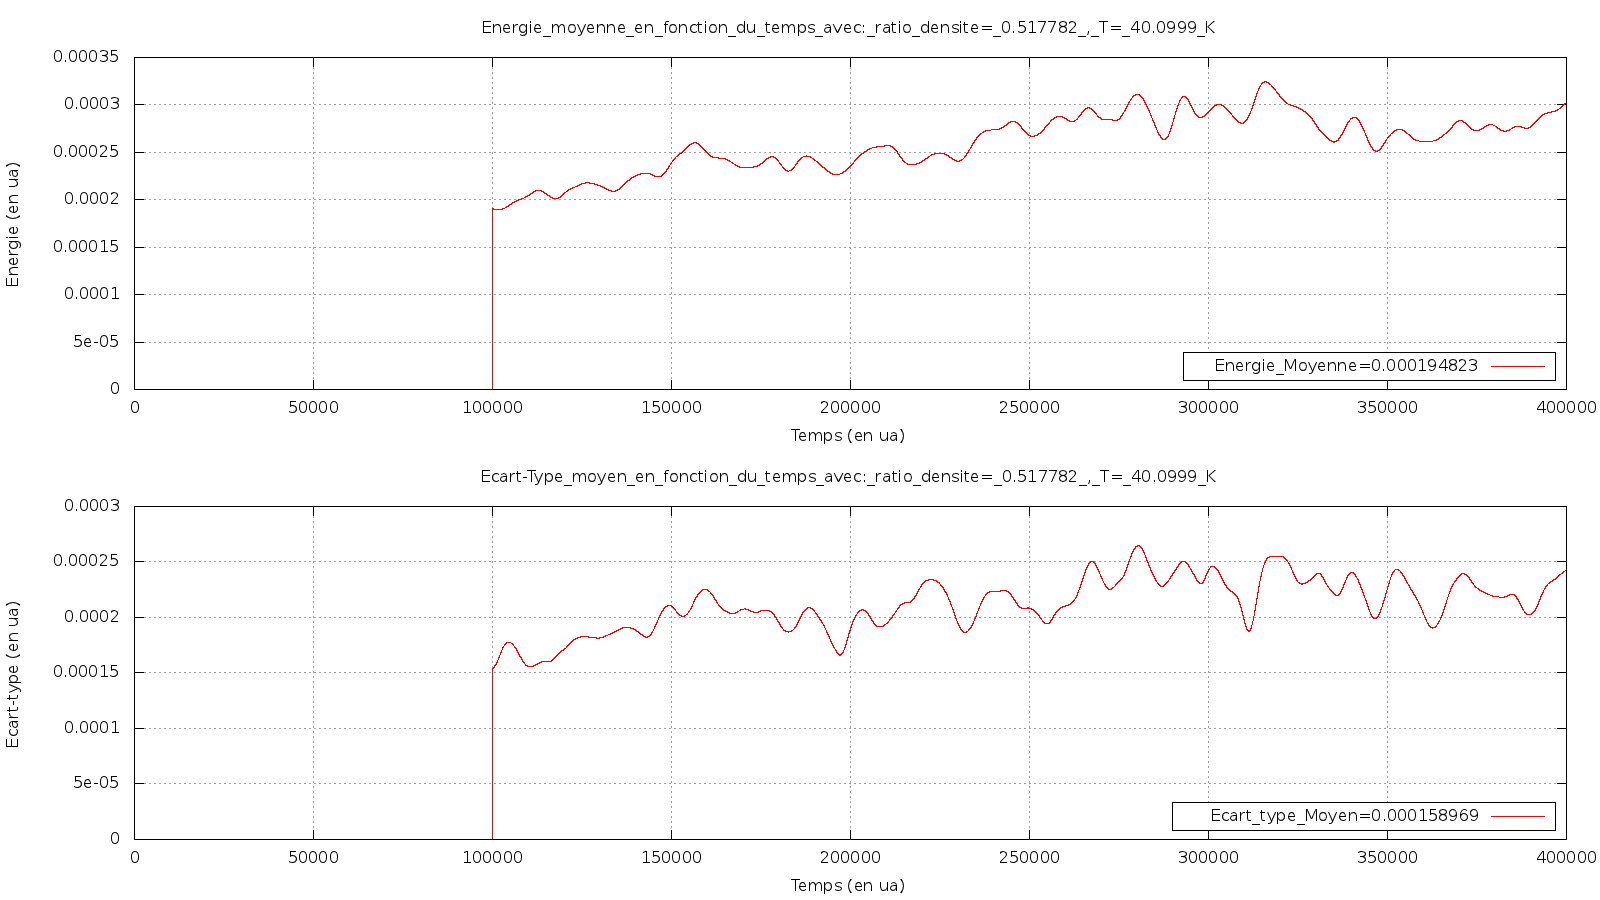 Energie_moyenne_en_fonction_du_temps_avec:_ratio_densite=_0.517782_,_T=_40.0999_K
0.00035
0.0003
0.00025
0.0002
0.00015
0.0001
5e-05
0
Energie (en ua)
Energie_Moyenne=0.000194823
0 50000 100000 150000 200000 250000 300000 350000 400000
Temps (en ua)
Ecart-Type_moyen_en_fonction_du_temps_avec:_ratio_densite=_0.517782_,_T=_40.0999_K
0.0003
0.00025
0.0002
0.00015
0.0001
5e-05
0
Ecart-type (en ua)
Ecart_type_Moyen=0.000158969
0 50000 100000 150000 200000 250000 300000 350000 400000
Temps (en ua)